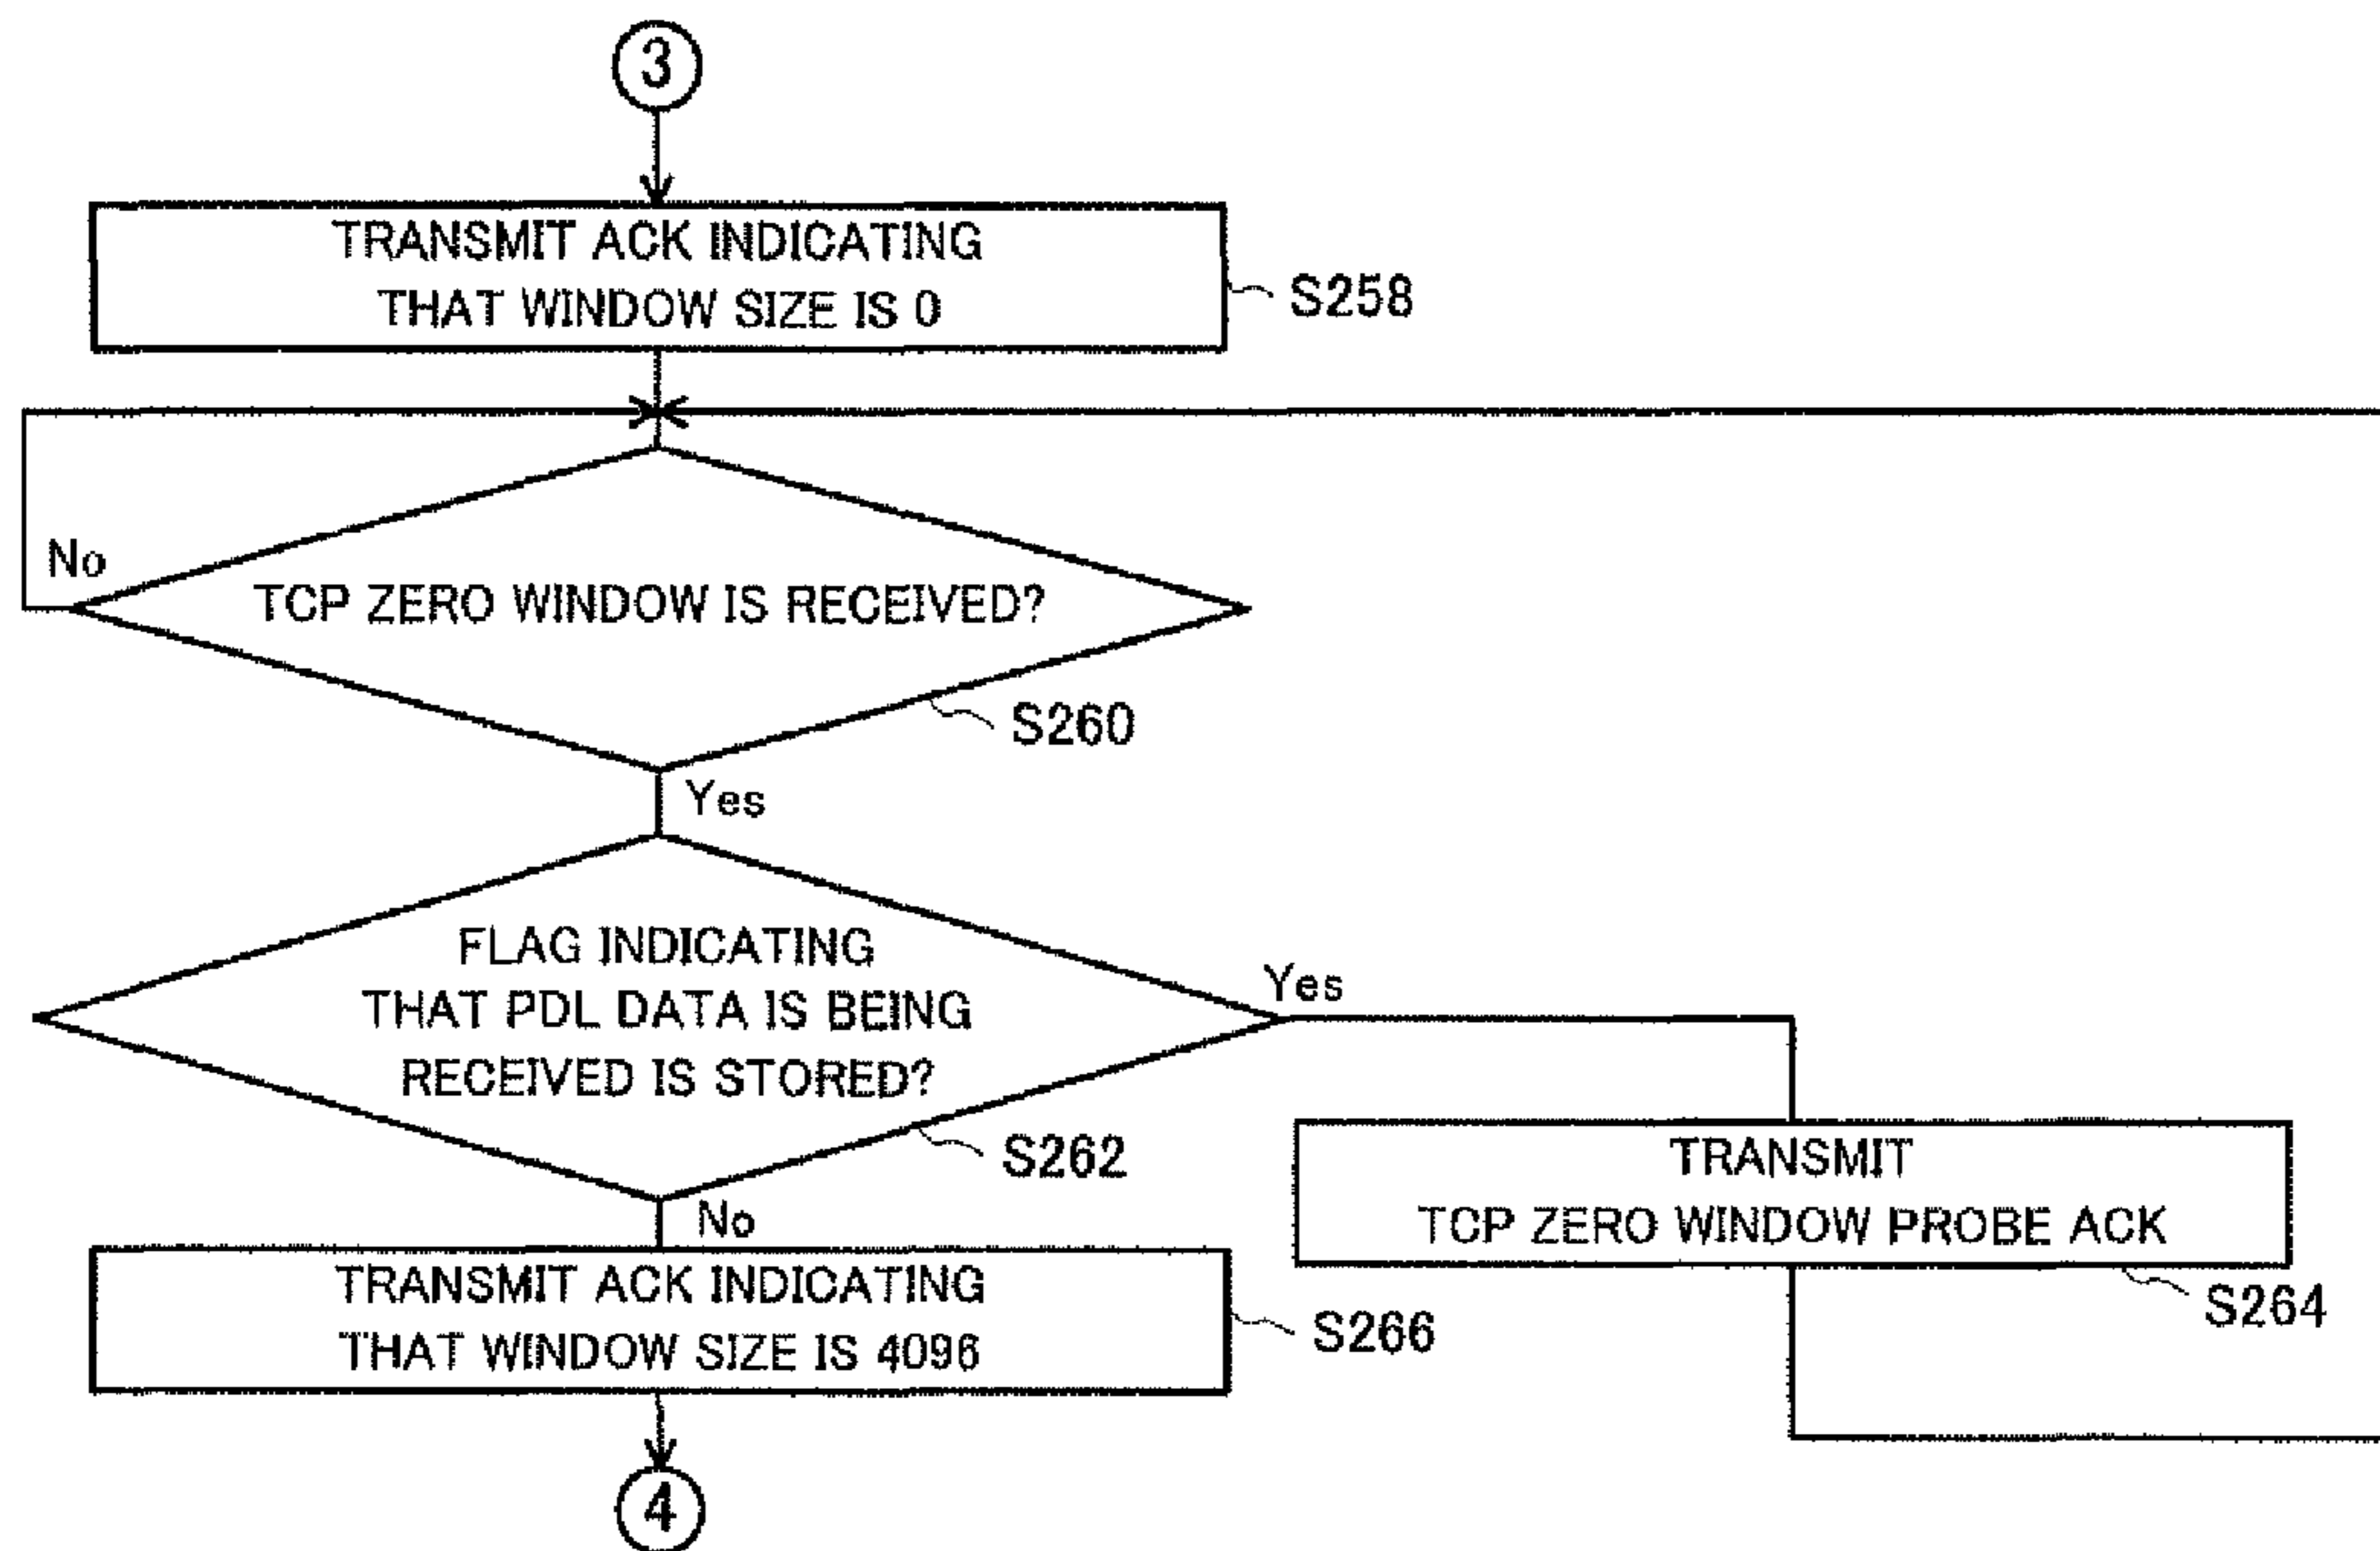 3
TRANSMIT ACK INDICATING
THAT WINDOW SIZE IS 0
S258
No
TCP ZERO WINDOW IS RECEIVED?
S260
Yes
FLAG INDICATING
THAT PDL DATA IS BEING
RECEIVED IS STORED?
Yes
S262
No
TRANSMIT
TCP ZERO WINDOW PROBE ACK
S264
TRANSMIT ACK INDICATING
THAT WINDOW SIZE IS 4096
S266
4